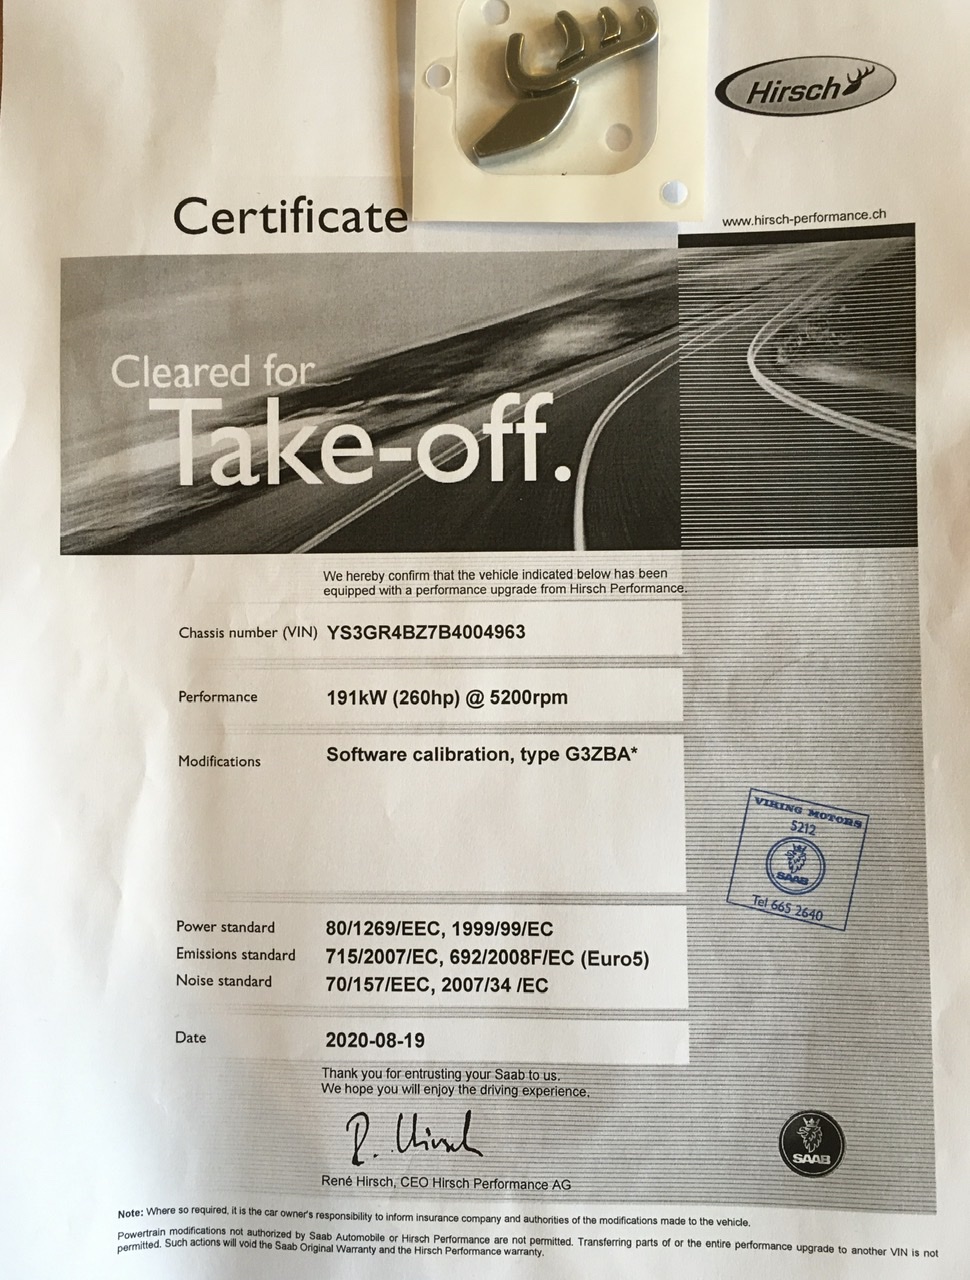 Hirsch
www.hirsch-performance.ch
Certificate
Cleared for
Take-off.
We hereby confirm that the vehicle indicated below has been
equipped with a performance upgrade from Hirsch Performance.
Chassis number (VIN) YS3GR4BZ7B4004963
Performance 191kW (260hp) @ 5200rpm
Modifications Software calibration, type G3ZBA*
VIKING MOTORS
5212
SAAB
Tel 665 2640
Power standard 80/1269/EEC, 1999/99/EC
Emissions standard 715/2007/EC, 692/2008F/EC (Euro5)
Noise standard 70/157/EEC, 2007/34 /EC
Date 2020-08-19
Thank you for entrusting your Saab to us.
We hope you will enjoy the driving experience.
R. Hirsch
SAAB
René Hirsch, CEO Hirsch Performance AG
Note: Where so required, it is the car owner's responsibility to inform insurance company and authorities of the modifications made to the vehicle.
Powertrain modifications not authorized by Saab Automobile or Hirsch Performance are not permitted. Transferring parts of or the entire performance upgrade to another VIN is not
permitted. Such actions will void the Saab Original Warranty and the Hirsch Performance warranty.